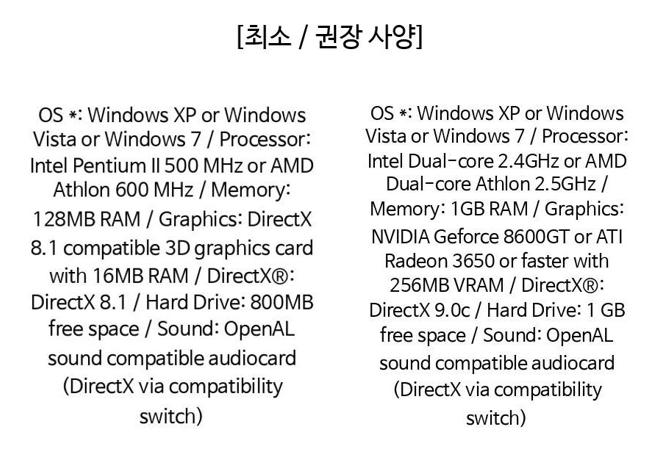 [최소 / 권장 사양]
OS *: Windows XP or Windows
Vista or Windows 7 / Processor:
Intel Pentium II 500 MHz or AMD
Athlon 600 MHz / Memory:
128MB RAM / Graphics: DirectX
8.1 compatible 3D graphics card
with 16MB RAM / DirectX®:
DirectX 8.1 / Hard Drive: 800MB
free space / Sound: OpenAL
sound compatible audiocard
(DirectX via compatibility
switch)
OS *: Windows XP or Windows
Vista or Windows 7 / Processor:
Intel Dual-core 2.4GHz or AMD
Dual-core Athlon 2.5GHz /
Memory: 1GB RAM / Graphics:
NVIDIA Geforce 8600GT or ATI
Radeon 3650 or faster with
256MB VRAM / DirectX®:
DirectX 9.0c / Hard Drive: 1 GB
free space / Sound: OpenAL
sound compatible audiocard
(DirectX via compatibility
switch)